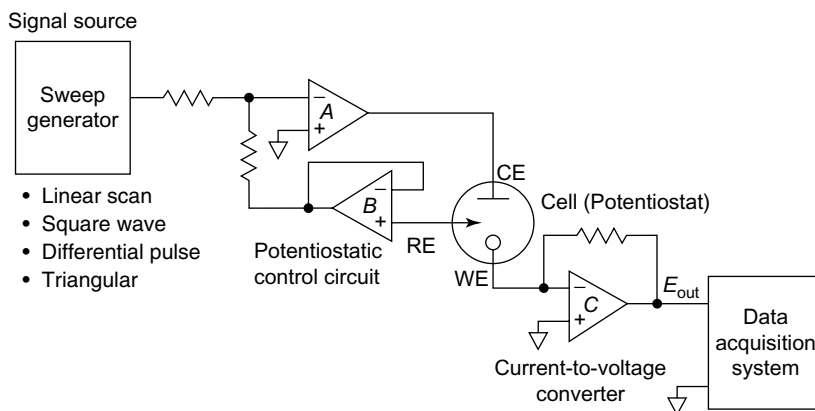 Signal source
Sweep
generator
• Linear scan
• Square wave
• Differential pulse
• Triangular
−
A
+
−
B
+
Potentiostatic
control circuit
RE
CE
Cell (Potentiostat)
WE
−
C
+
Eout
Current-to-voltage
converter
Data
acquisition
system